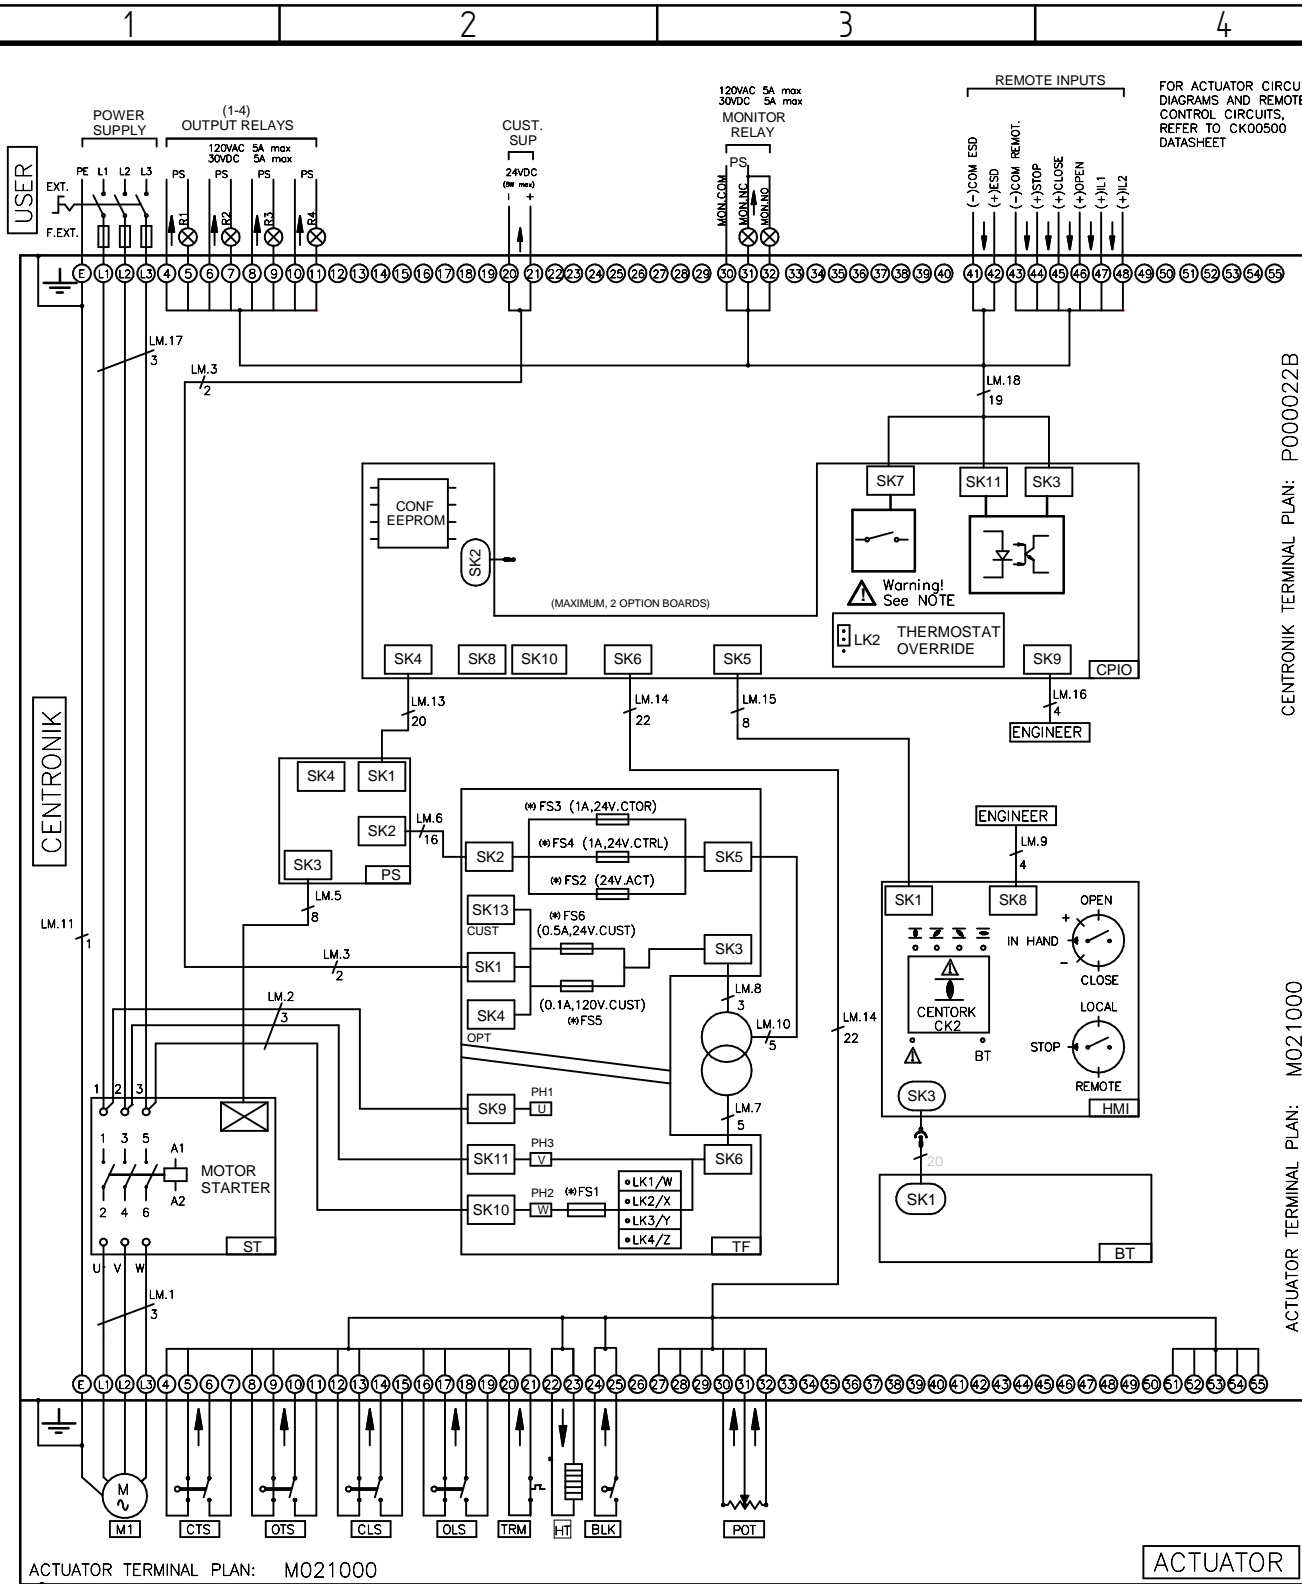 1 2 3 4
POWER
SUPPLY
(1-4)
OUTPUT RELAYS
120VAC 5A max
30VDC 5A max
CUST.
SUP
24VDC
(5W max)
- +
120VAC 5A max
30VDC 5A max
MONITOR
RELAY
REMOTE INPUTS
FOR ACTUATOR CIRCU
DIAGRAMS AND REMOTE
CONTROL CIRCUITS,
REFER TO CK00500
DATASHEET
USER
EXT.
F.EXT.
PE L1 L2 L3
PS PS PS PS
R1 R2 R3 R4
PS
MON.COM
MON.NC
MON.NO
(-)COM ESD
(+)ESD
(-)COM REMOT.
(+)STOP
(+)CLOSE
(+)OPEN
(+)IL1
(+)IL2
E L1 L2 L3 4 5 6 7 8 9 10 11 12 13 14 15 16 17 18 19 20 21 22 23 24 25 26 27 28 29 30 31 32 33 34 35 36 37 38 39 40 41 42 43 44 45 46 47 48 49 50 51 52 53 54 55
LM.17
3
LM.3
2
LM.18
19
CENTRONIK TERMINAL PLAN: P000022B
CONF
EEPROM
SK2
SK7
SK11
SK3
Warning!
See NOTE
(MAXIMUM, 2 OPTION BOARDS)
LK2
THERMOSTAT
OVERRIDE
SK4
SK8
SK10
SK6
SK5
SK9
CPIO
LM.13
20
LM.14
22
LM.15
8
LM.16
4
ENGINEER
CENTRONIK
SK4
SK1
SK2
SK3
PS
LM.6
16
LM.5
8
(*)FS3 (1A,24V.CTOR)
(*)FS4 (1A,24V.CTRL)
(*)FS2 (24V.ACT)
SK2
SK5
SK13
CUST
(*)FS6
(0.5A,24V.CUST)
SK3
SK1
SK4
OPT
(0.1A,120V.CUST)
(*)FS5
LM.8
3
LM.10
5
LM.7
5
LM.11
1
LM.3
2
LM.2
3
LM.14
22
ENGINEER
LM.9
4
SK1
SK8
OPEN
+
IN HAND
-
CLOSE
CENTORK
CK2
BT
LOCAL
STOP
REMOTE
SK3
HMI
20
SK1
BT
ACTUATOR TERMINAL PLAN: M021000
1 2 3
1 3 5
A1
A2
MOTOR
STARTER
2 4 6
ST
U V W
SK9
PH1
U
SK11
PH3
V
SK6
SK10
PH2
W
(*)FS1
LK1/W
LK2/X
LK3/Y
LK4/Z
TF
LM.1
3
E L1 L2 L3 4 5 6 7 8 9 10 11 12 13 14 15 16 17 18 19 20 21 22 23 24 25 26 27 28 29 30 31 32 33 34 35 36 37 38 39 40 41 42 43 44 45 46 47 48 49 50 51 52 53 54 55
M
M1
CTS
OTS
CLS
OLS
TRM
HT
BLK
POT
ACTUATOR TERMINAL PLAN: M021000
ACTUATOR